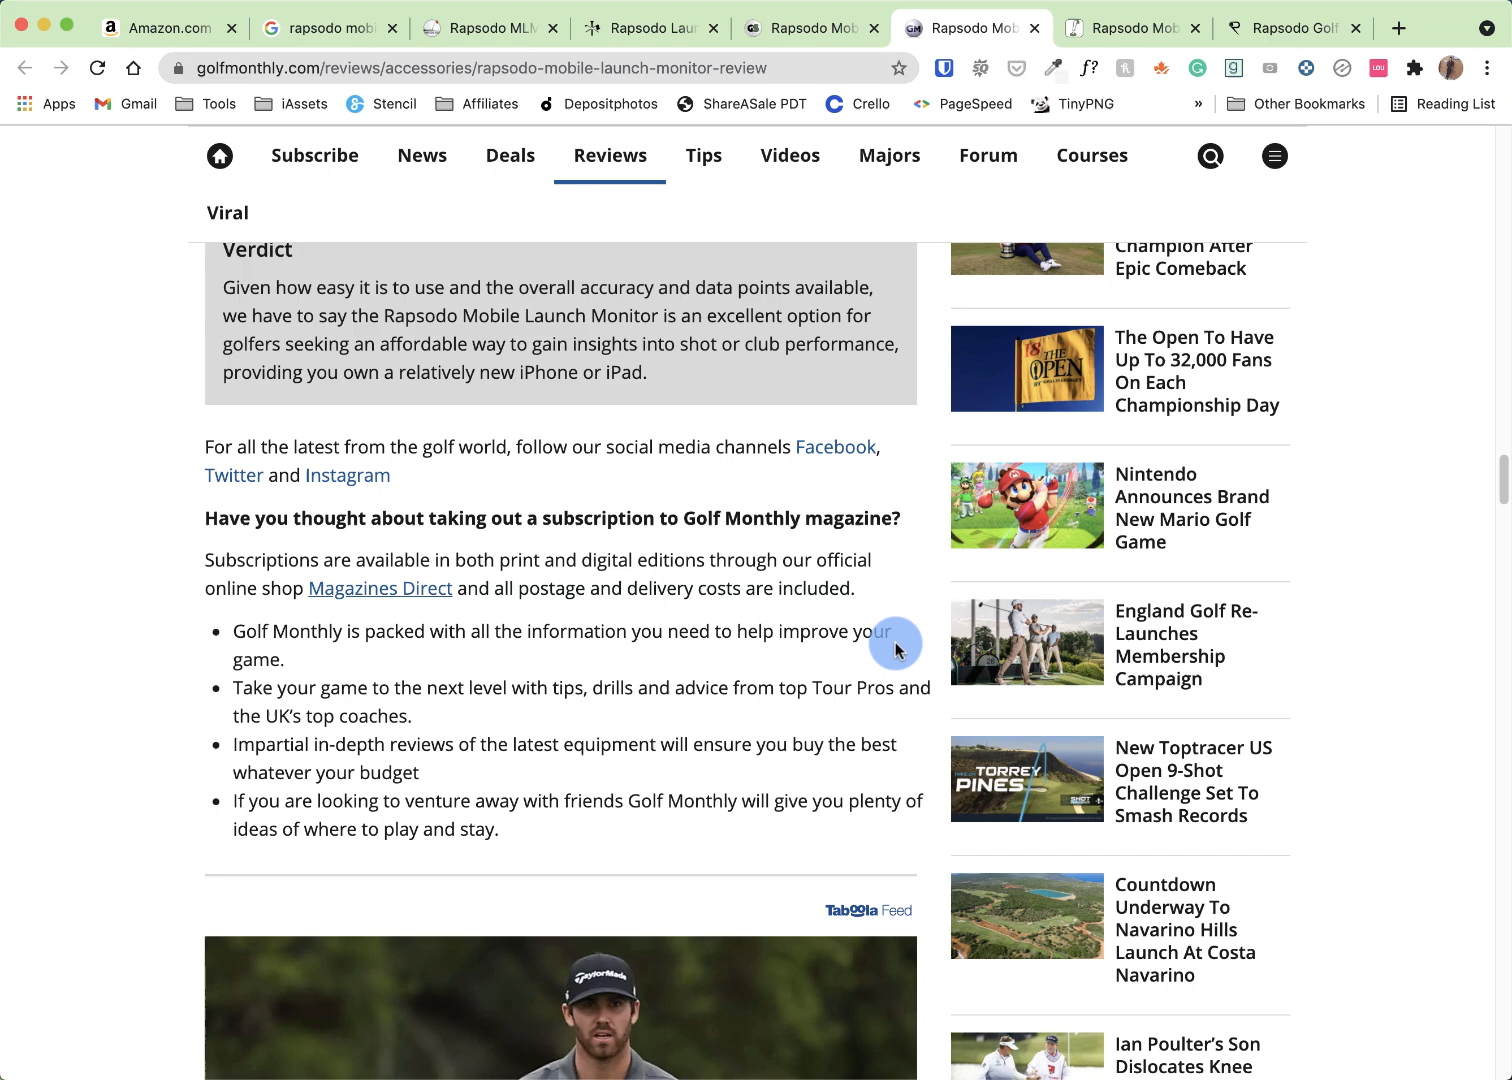 Amazon.com
rapsodo mobi
Rapsodo MLM
Rapsodo Laun
Rapsodo Mob
Rapsodo Mob
Rapsodo Mob
Rapsodo Golf
golfmonthly.com/reviews/accessories/rapsodo-mobile-launch-monitor-review
Apps
Gmail
Tools
iAssets
Stencil
Affiliates
Depositphotos
ShareASale PDT
Crello
PageSpeed
TinyPNG
»
Other Bookmarks
Reading List
Subscribe
News
Deals
Reviews
Tips
Videos
Majors
Forum
Courses
Viral
Verdict
Given how easy it is to use and the overall accuracy and data points available,
we have to say the Rapsodo Mobile Launch Monitor is an excellent option for
golfers seeking an affordable way to gain insights into shot or club performance,
providing you own a relatively new iPhone or iPad.
For all the latest from the golf world, follow our social media channels Facebook,
Twitter and Instagram
Have you thought about taking out a subscription to Golf Monthly magazine?
Subscriptions are available in both print and digital editions through our official
online shop Magazines Direct and all postage and delivery costs are included.
• Golf Monthly is packed with all the information you need to help improve your
game.
• Take your game to the next level with tips, drills and advice from top Tour Pros and
the UK's top coaches.
• Impartial in-depth reviews of the latest equipment will ensure you buy the best
whatever your budget
• If you are looking to venture away with friends Golf Monthly will give you plenty of
ideas of where to play and stay.
Taboola Feed
TaylorMade
Champion After
Epic Comeback
18 THE
OPEN
The Open To Have
Up To 32,000 Fans
On Each
Championship Day
Nintendo
Announces Brand
New Mario Golf
Game
England Golf Re-
Launches
Membership
Campaign
TORREY
PINES
SHOT
New Toptracer US
Open 9-Shot
Challenge Set To
Smash Records
Countdown
Underway To
Navarino Hills
Launch At Costa
Navarino
Ian Poulter's Son
Dislocates Knee